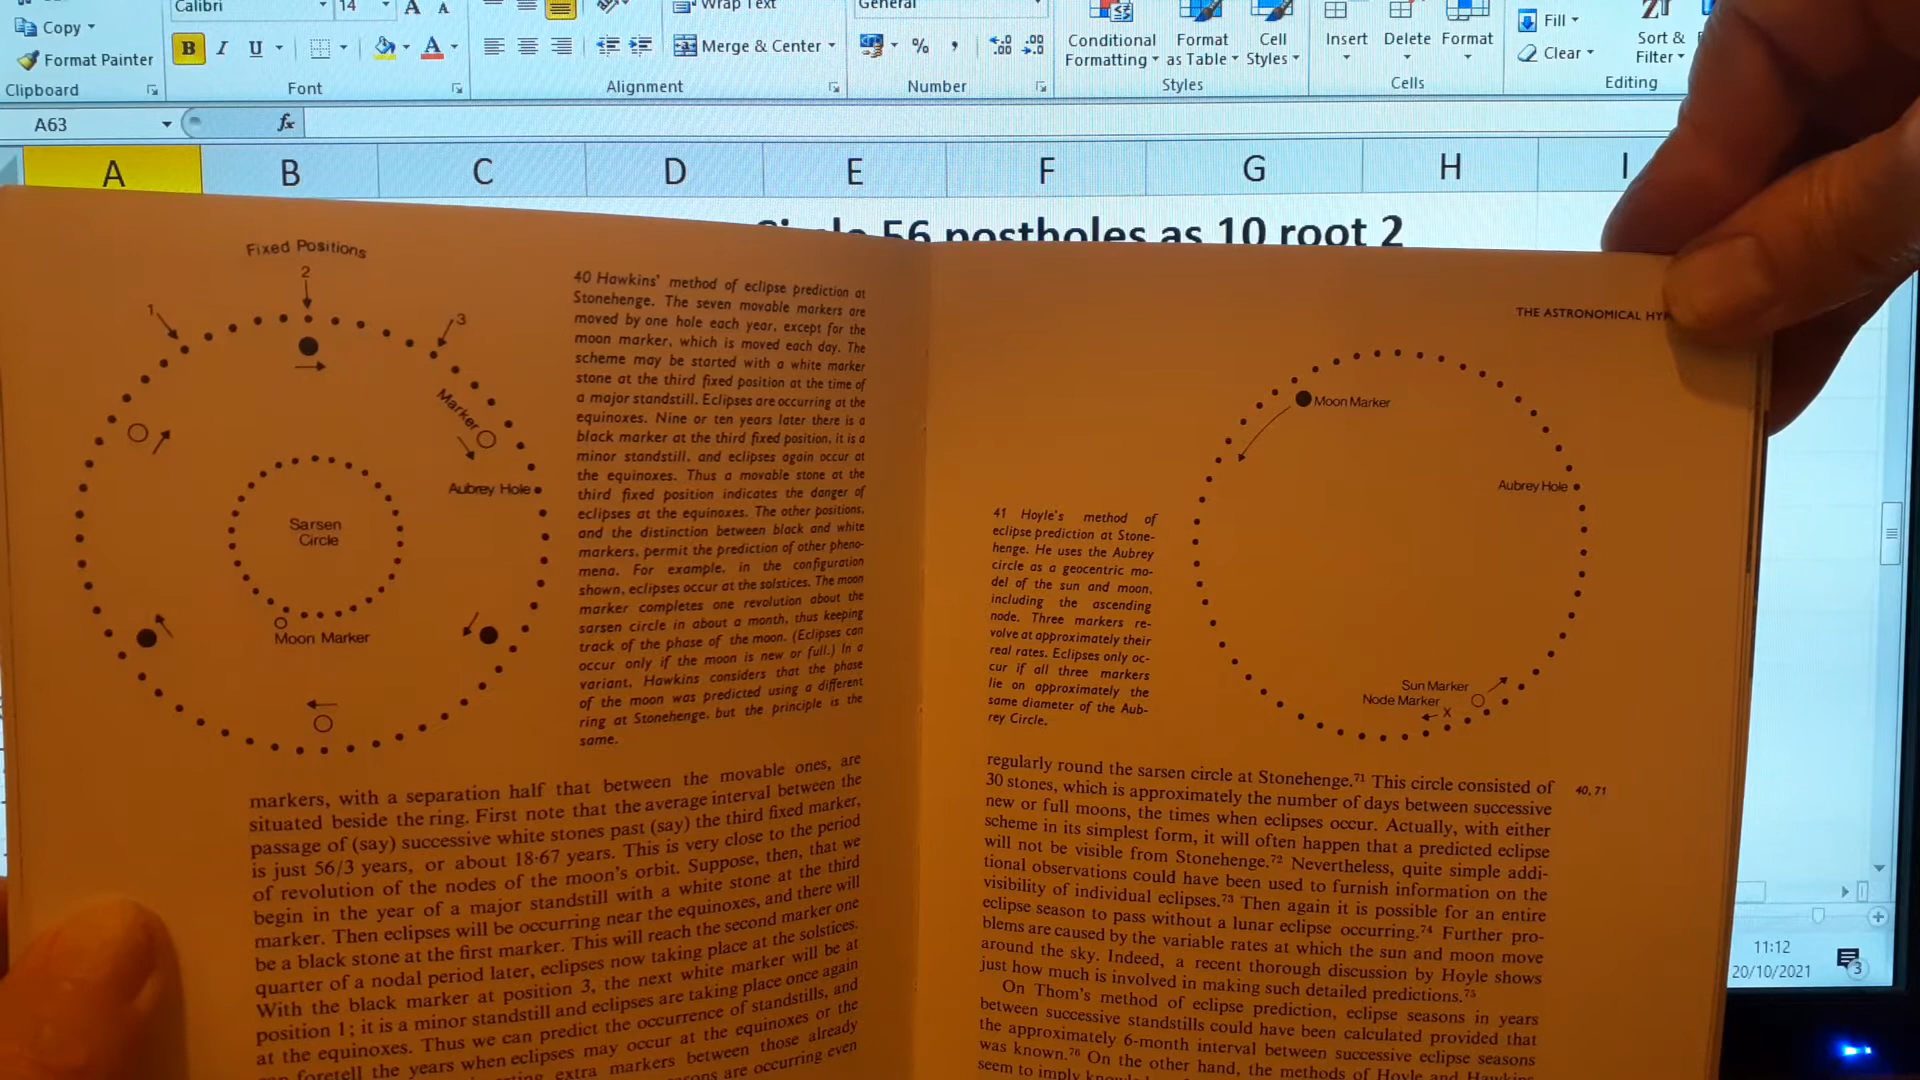 Calibri
14
A
A
Wrap Text
General
Copy
Format Painter
B
I
U
A
Merge & Center
%
,
Conditional
Formatting
Format
as Table
Cell
Styles
Insert
Delete
Format
Fill
Clear
Sort &
Filter
Clipboard
Font
Alignment
Number
Styles
Cells
Editing
A63
fx
A
B
C
D
E
F
G
H
I
56 postholes as 10 root 2
Fixed Positions
1
2
3
Marker
Aubrey Hole
Sarsen
Circle
Moon Marker
40 Hawkins' method of eclipse prediction at
Stonehenge. The seven movable markers are
moved by one hole each year, except for the
moon marker, which is moved each day. The
scheme may be started with a white marker
stone at the third fixed position at the time of
a major standstill. Eclipses are occurring at the
equinoxes. Nine or ten years later there is a
black marker at the third fixed position, it is a
minor standstill, and eclipses again occur at
the equinoxes. Thus a movable stone at the
third fixed position indicates the danger of
eclipses at the equinoxes. The other positions,
and the distinction between black and white
markers, permit the prediction of other pheno-
mena. For example, in the configuration
shown, eclipses occur at the solstices. The moon
marker completes one revolution about the
sarsen circle in about a month, thus keeping
track of the phase of the moon. (Eclipses can
occur only if the moon is new or full.) In a
variant, Hawkins considers that the phase
of the moon was predicted using a different
ring at Stonehenge, but the principle is the
same.
markers, with a separation half that between the movable ones, are
situated beside the ring. First note that the average interval between the
passage of (say) successive white stones past (say) the third fixed marker,
is just 56/3 years, or about 18·67 years. This is very close to the period
of revolution of the nodes of the moon's orbit. Suppose, then, that we
begin in the year of a major standstill with a white stone at the third
marker. Then eclipses will be occurring near the equinoxes, and there will
be a black stone at the first marker. This will reach the second marker one
quarter of a nodal period later, eclipses now taking place at the solstices.
With the black marker at position 3, the next white marker will be at
position 1; it is a minor standstill and eclipses are taking place once again
at the equinoxes. Thus we can predict the occurrence of standstills, and
foretell the years when eclipses may occur at the equinoxes or the
extra markers between those already
are occurring even
THE ASTRONOMICAL
Moon Marker
Aubrey Hole
Sun Marker
Node Marker
X
41 Hoyle's method of
eclipse prediction at Stone-
henge. He uses the Aubrey
circle as a geocentric mo-
del of the sun and moon,
including the ascending
node. Three markers re-
volve at approximately their
real rates. Eclipses only oc-
cur if all three markers
lie on approximately the
same diameter of the Aub-
rey Circle.
regularly round the sarsen circle at Stonehenge.71 This circle consisted of
30 stones, which is approximately the number of days between successive
new or full moons, the times when eclipses occur. Actually, with either
scheme in its simplest form, it will often happen that a predicted eclipse
will not be visible from Stonehenge.72 Nevertheless, quite simple addi-
tional observations could have been used to furnish information on the
visibility of individual eclipses.73 Then again it is possible for an entire
eclipse season to pass without a lunar eclipse occurring.74 Further pro-
blems are caused by the variable rates at which the sun and moon move
around the sky. Indeed, a recent thorough discussion by Hoyle shows
just how much is involved in making such detailed predictions.75
On Thom's method of eclipse prediction, eclipse seasons in years
between successive standstills could have been calculated provided that
the approximately 6-month interval between successive eclipse seasons
was known.76 On the other hand, the methods of Hoyle and Hawkins
seem to imply
40, 71
11:12
20/10/2021
3